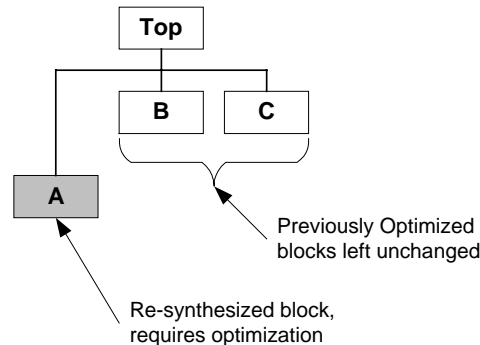 Top
B C
A
Previously Optimized
blocks left unchanged
Re-synthesized block,
requires optimization